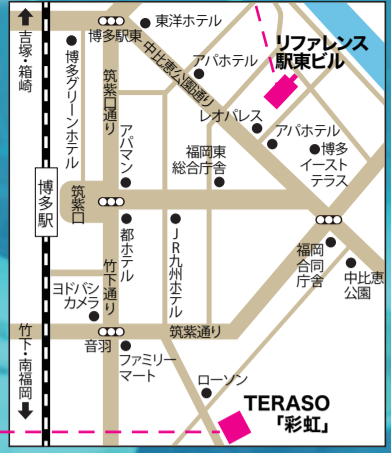 吉塚・箱崎
博多駅東
東洋ホテル
中比恵公園通り
アパホテル
リファレンス
駅東ビル
博多グリーンホテル
筑紫口通り
アパマン
レオパレス
アパホテル
博多
イースト
テラス
福岡東
総合庁舎
博多駅
筑紫口
都ホテル
JR九州ホテル
竹下通り
福岡
合同
庁舎
中比恵
公園
ヨドバシ
カメラ
筑紫通り
音羽
竹下・南福岡
ファミリー
マート
ローソン
TERASO
「彩虹」